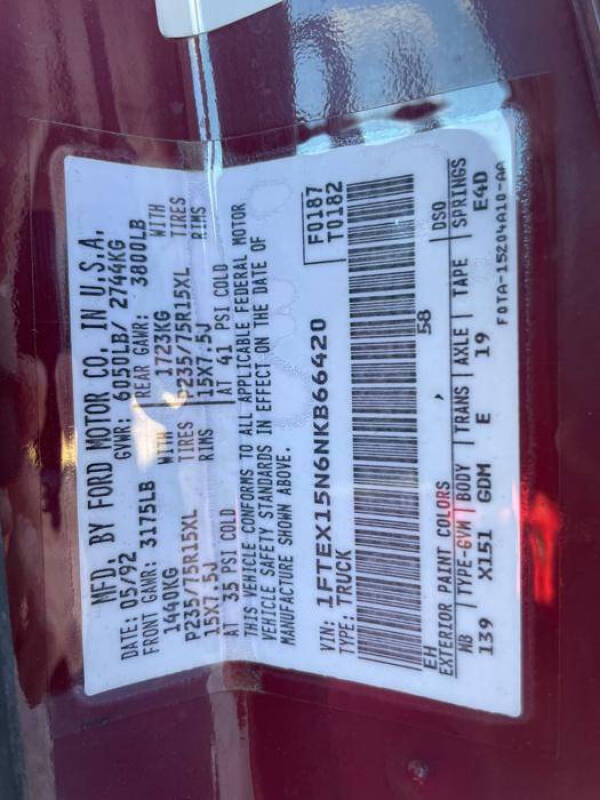 MFD. BY FORD MOTOR CO. IN U.S.A.
DATE: 05/92 GVWR: 6050LB/ 2744KG
FRONT GAWR: 3175LB REAR GAWR: 3800LB
1440KG WITH 1723KG WITH
P235/75R15XL TIRES P235/75R15XL TIRES
15X7.5J RIMS 15X7.5J RIMS
AT 35 PSI COLD AT 41 PSI COLD
THIS VEHICLE CONFORMS TO ALL APPLICABLE FEDERAL MOTOR
VEHICLE SAFETY STANDARDS IN EFFECT ON THE DATE OF
MANUFACTURE SHOWN ABOVE.
F0187
T0182
VIN: 1FTEX15N6NKB66420
TYPE: TRUCK
EH 58
EXTERIOR PAINT COLORS DSO
WB | TYPE-GVW | BODY | TRANS | AXLE | TAPE | SPRINGS
139 X151 GDM E 19 E4D
F0TA-15204A10-AA